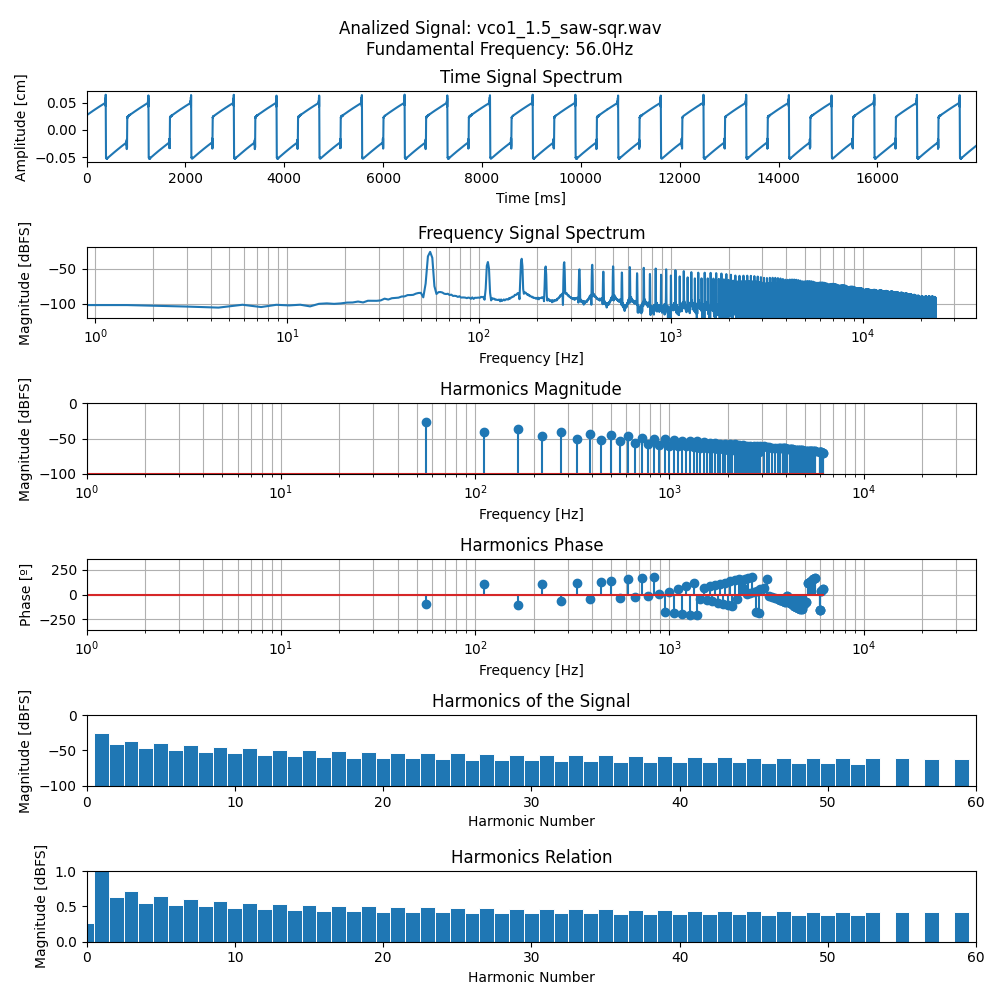 Analized Signal: vco1_1.5_saw-sqr.wav
Fundamental Frequency: 56.0Hz
Time Signal Spectrum
Amplitude [cm]
0.05
0.00
−0.05
0 2000 4000 6000 8000 10000 12000 14000 16000
Time [ms]
Frequency Signal Spectrum
Magnitude [dBFS]
−50
−100
10⁰ 10¹ 10² 10³ 10⁴
Frequency [Hz]
Harmonics Magnitude
Magnitude [dBFS]
0
−50
−100
10⁰ 10¹ 10² 10³ 10⁴
Frequency [Hz]
Harmonics Phase
Phase [º]
250
0
−250
10⁰ 10¹ 10² 10³ 10⁴
Frequency [Hz]
Harmonics of the Signal
Magnitude [dBFS]
0
−50
−100
0 10 20 30 40 50 60
Harmonic Number
Harmonics Relation
Magnitude [dBFS]
1.0
0.5
0.0
0 10 20 30 40 50 60
Harmonic Number